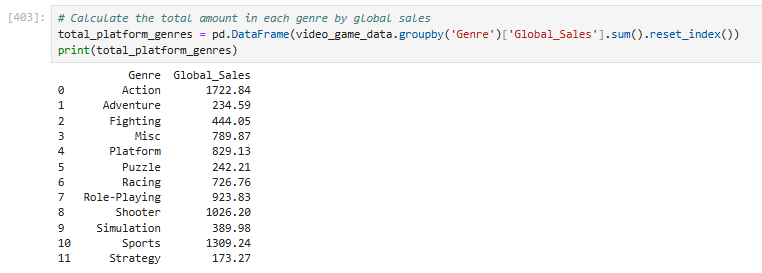 [403]: # Calculate the total amount in each genre by global sales
total_platform_genres = pd.DataFrame(video_game_data.groupby('Genre')['Global_Sales'].sum().reset_index())
print(total_platform_genres)
Genre Global_Sales
0 Action 1722.84
1 Adventure 234.59
2 Fighting 444.05
3 Misc 789.87
4 Platform 829.13
5 Puzzle 242.21
6 Racing 726.76
7 Role-Playing 923.83
8 Shooter 1026.20
9 Simulation 389.98
10 Sports 1309.24
11 Strategy 173.27